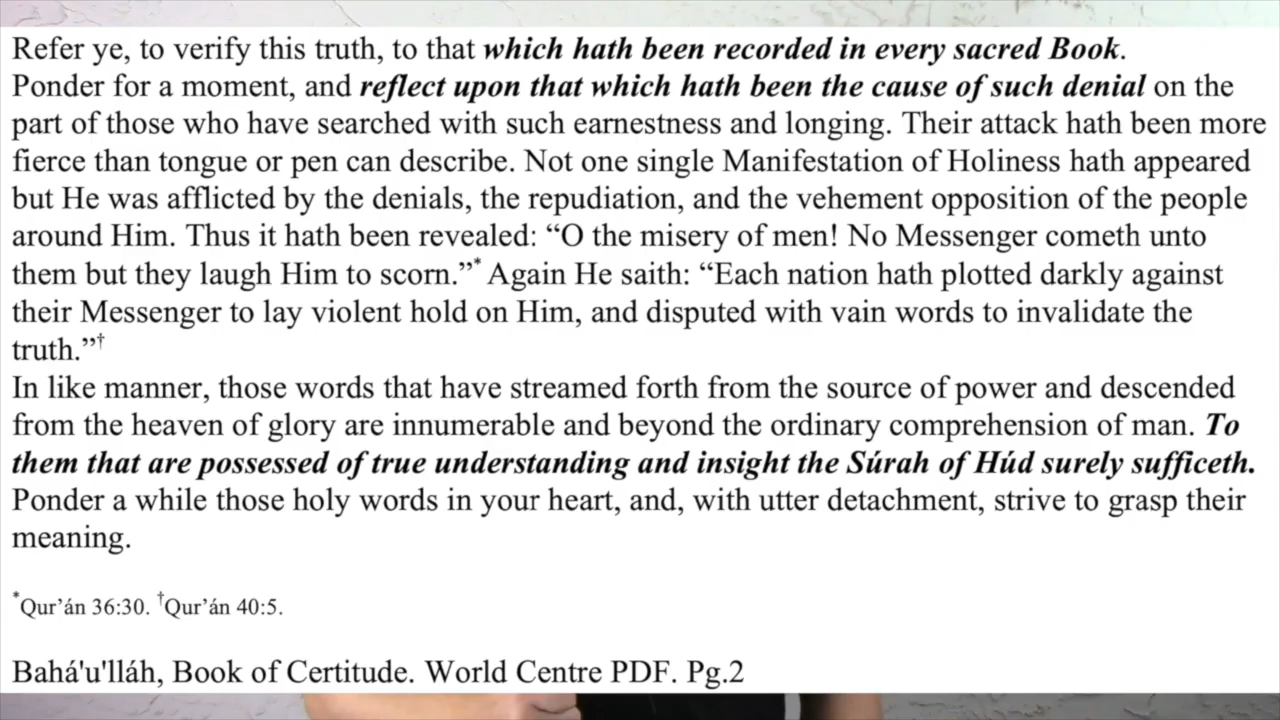 Refer ye, to verify this truth, to that which hath been recorded in every sacred Book.
Ponder for a moment, and reflect upon that which hath been the cause of such denial on the
part of those who have searched with such earnestness and longing. Their attack hath been more
fierce than tongue or pen can describe. Not one single Manifestation of Holiness hath appeared
but He was afflicted by the denials, the repudiation, and the vehement opposition of the people
around Him. Thus it hath been revealed: “O the misery of men! No Messenger cometh unto
them but they laugh Him to scorn.”* Again He saith: “Each nation hath plotted darkly against
their Messenger to lay violent hold on Him, and disputed with vain words to invalidate the
truth.”†
In like manner, those words that have streamed forth from the source of power and descended
from the heaven of glory are innumerable and beyond the ordinary comprehension of man. To
them that are possessed of true understanding and insight the Súrah of Húd surely sufficeth.
Ponder a while those holy words in your heart, and, with utter detachment, strive to grasp their
meaning.
*Qur’án 36:30. †Qur’án 40:5.
Bahá'u'lláh, Book of Certitude. World Centre PDF. Pg.2